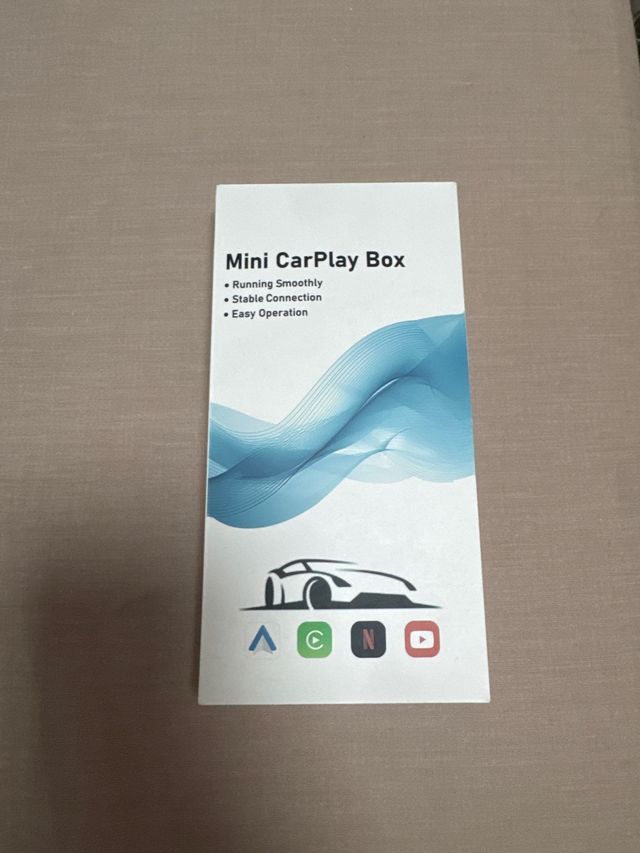 Mini CarPlay Box
• Running Smoothly
• Stable Connection
• Easy Operation
N